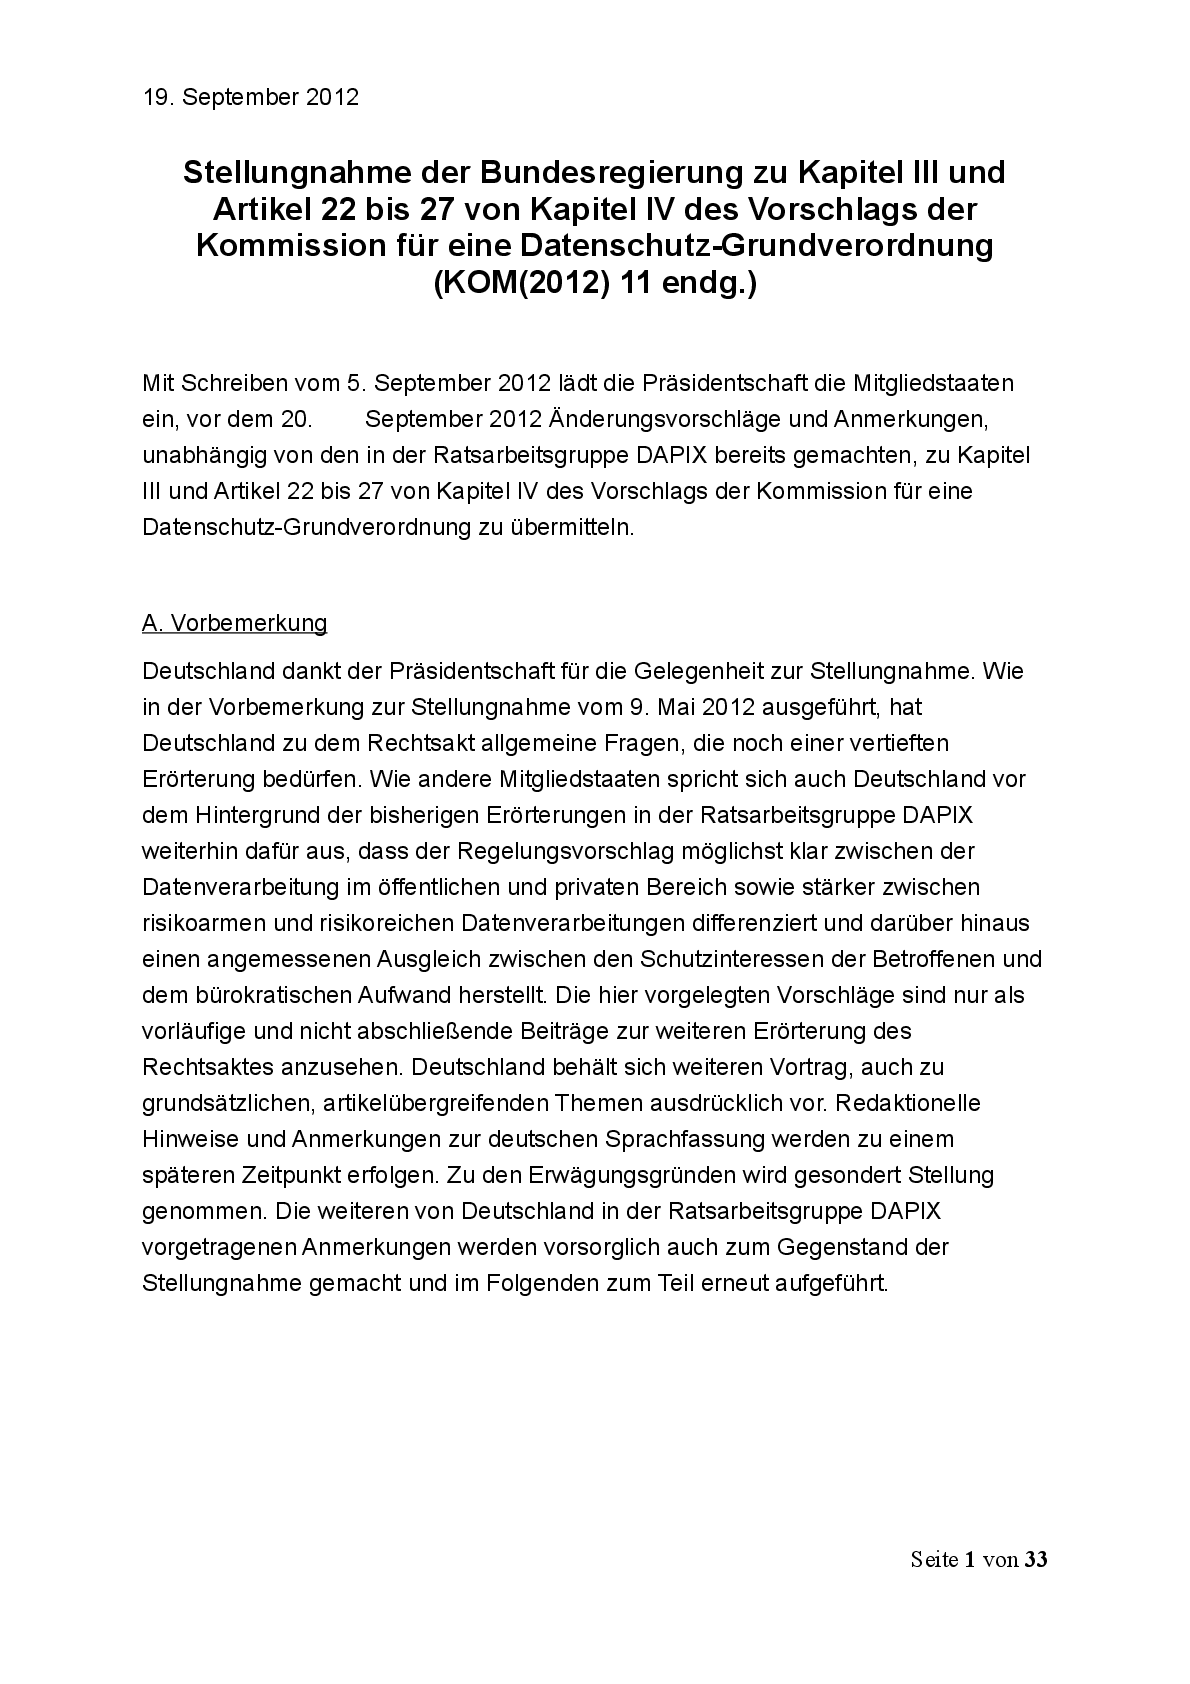 19. September 2012
Stellungnahme der Bundesregierung zu Kapitel III und
Artikel 22 bis 27 von Kapitel IV des Vorschlags der
Kommission für eine Datenschutz-Grundverordnung
(KOM(2012) 11 endg.)
Mit Schreiben vom 5. September 2012 lädt die Präsidentschaft die Mitgliedstaaten
ein, vor dem 20. September 2012 Änderungsvorschläge und Anmerkungen,
unabhängig von den in der Ratsarbeitsgruppe DAPIX bereits gemachten, zu Kapitel
III und Artikel 22 bis 27 von Kapitel IV des Vorschlags der Kommission für eine
Datenschutz-Grundverordnung zu übermitteln.
A. Vorbemerkung
Deutschland dankt der Präsidentschaft für die Gelegenheit zur Stellungnahme. Wie
in der Vorbemerkung zur Stellungnahme vom 9. Mai 2012 ausgeführt, hat
Deutschland zu dem Rechtsakt allgemeine Fragen, die noch einer vertieften
Erörterung bedürfen. Wie andere Mitgliedstaaten spricht sich auch Deutschland vor
dem Hintergrund der bisherigen Erörterungen in der Ratsarbeitsgruppe DAPIX
weiterhin dafür aus, dass der Regelungsvorschlag möglichst klar zwischen der
Datenverarbeitung im öffentlichen und privaten Bereich sowie stärker zwischen
risikoarmen und risikoreichen Datenverarbeitungen differenziert und darüber hinaus
einen angemessenen Ausgleich zwischen den Schutzinteressen der Betroffenen und
dem bürokratischen Aufwand herstellt. Die hier vorgelegten Vorschläge sind nur als
vorläufige und nicht abschließende Beiträge zur weiteren Erörterung des
Rechtsaktes anzusehen. Deutschland behält sich weiteren Vortrag, auch zu
grundsätzlichen, artikelübergreifenden Themen ausdrücklich vor. Redaktionelle
Hinweise und Anmerkungen zur deutschen Sprachfassung werden zu einem
späteren Zeitpunkt erfolgen. Zu den Erwägungsgründen wird gesondert Stellung
genommen. Die weiteren von Deutschland in der Ratsarbeitsgruppe DAPIX
vorgetragenen Anmerkungen werden vorsorglich auch zum Gegenstand der
Stellungnahme gemacht und im Folgenden zum Teil erneut aufgeführt.
Seite 1 von 33